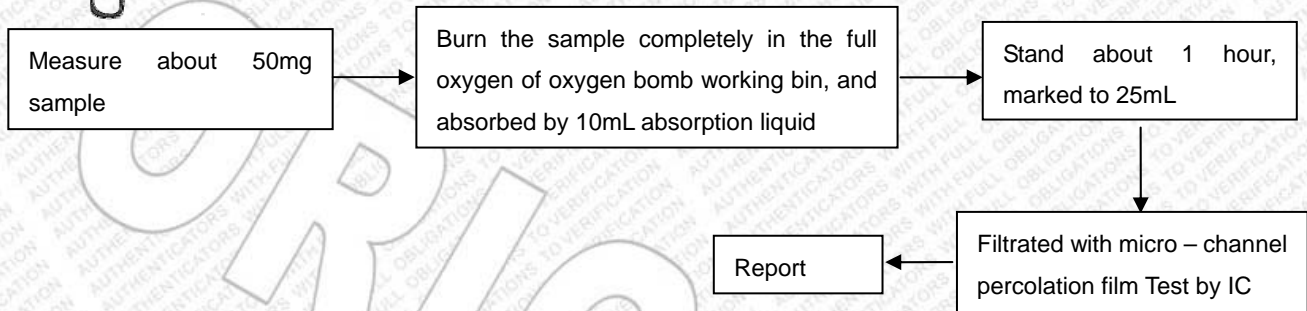 Measure about 50mg
sample
Burn the sample completely in the full
oxygen of oxygen bomb working bin, and
absorbed by 10mL absorption liquid
Stand about 1 hour,
marked to 25mL
Filtrated with micro – channel
percolation film Test by IC
Report